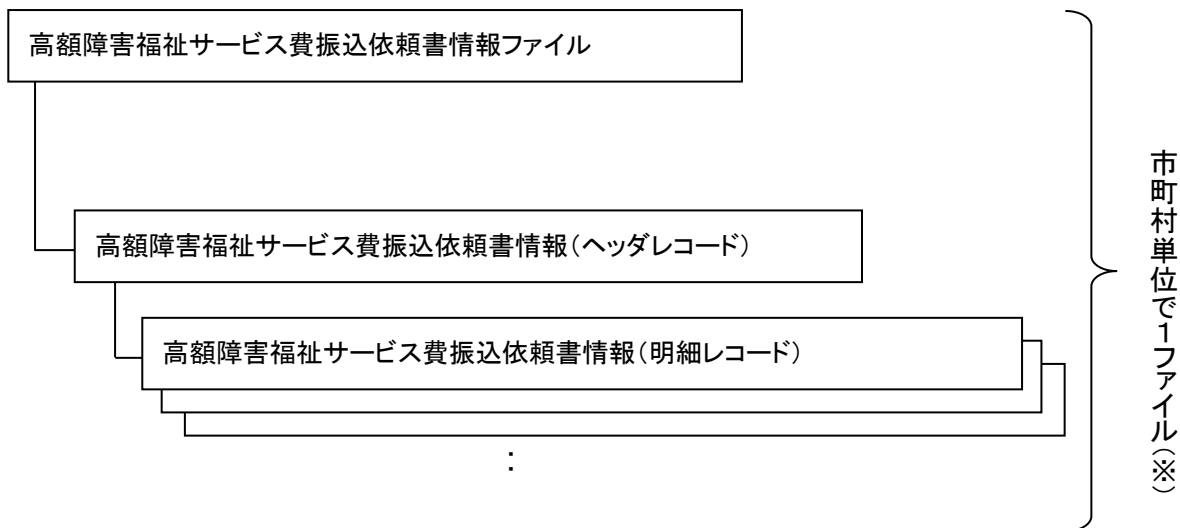 高額障害福祉サービス費振込依頼書情報ファイル
高額障害福祉サービス費振込依頼書情報（ヘッダレコード）
高額障害福祉サービス費振込依頼書情報（明細レコード）
：
市町村単位で１ファイル（※）